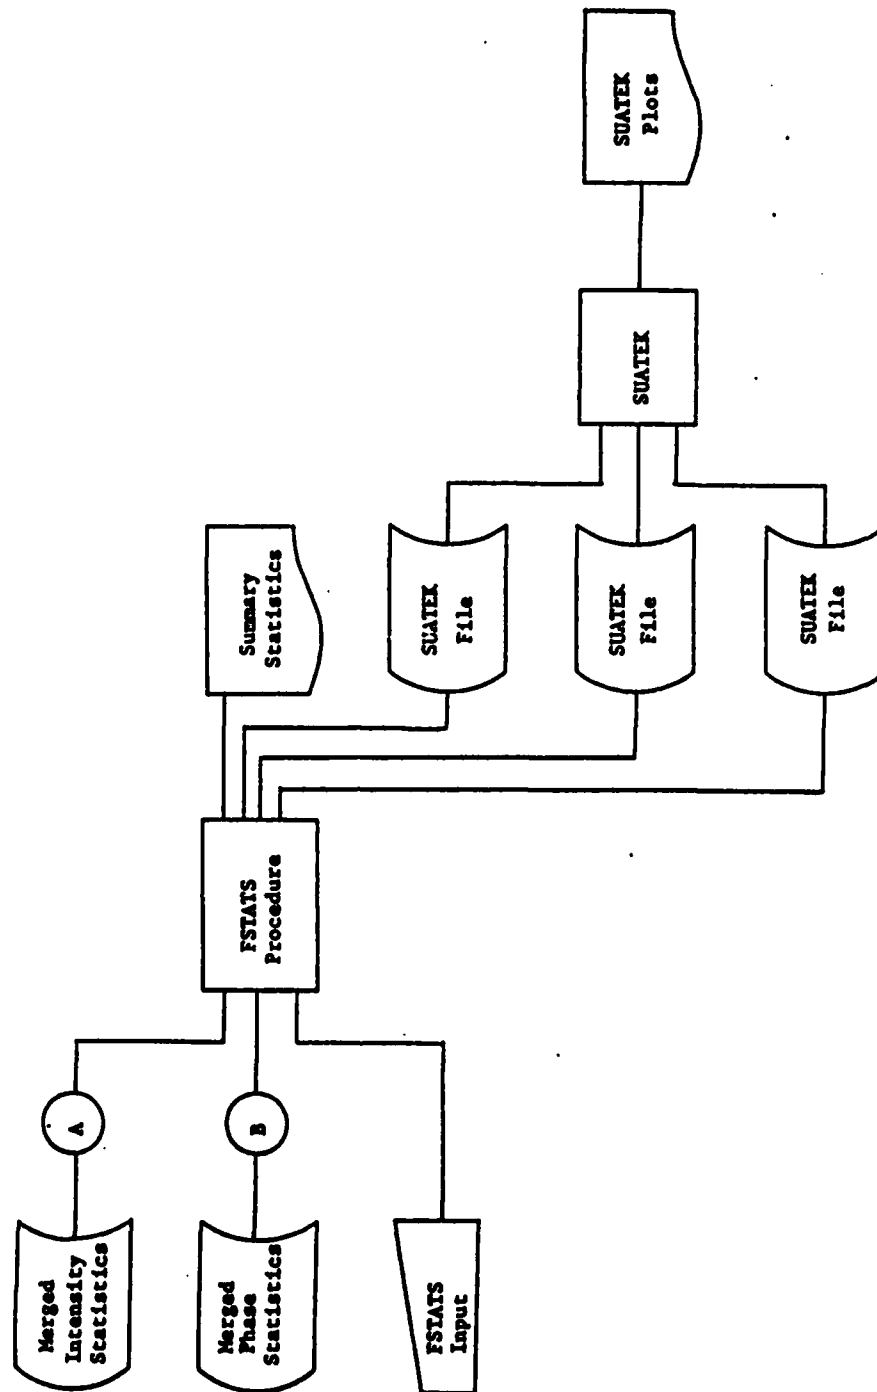 Merged
Intensity
Statistics
A
Merged
Phase
Statistics
B
FSTATS
Input
FSTATS
Procedure
Summary
Statistics
SUATEK
File
SUATEK
File
SUATEK
File
SUATEK
SUATEK
Plots